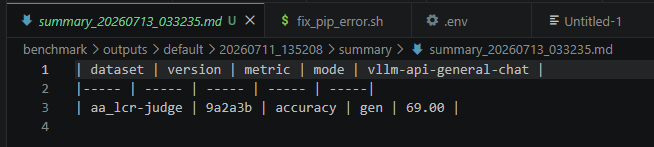 summary_20260713_033235.md U
fix_pip_error.sh
.env
Untitled-1
benchmark > outputs > default > 20260711_135208 > summary > summary_20260713_033235.md
1 | dataset | version | metric | mode | vllm-api-general-chat |
2 |----- | ----- | ----- | ----- | -----|
3 | aa_lcr-judge | 9a2a3b | accuracy | gen | 69.00 |
4